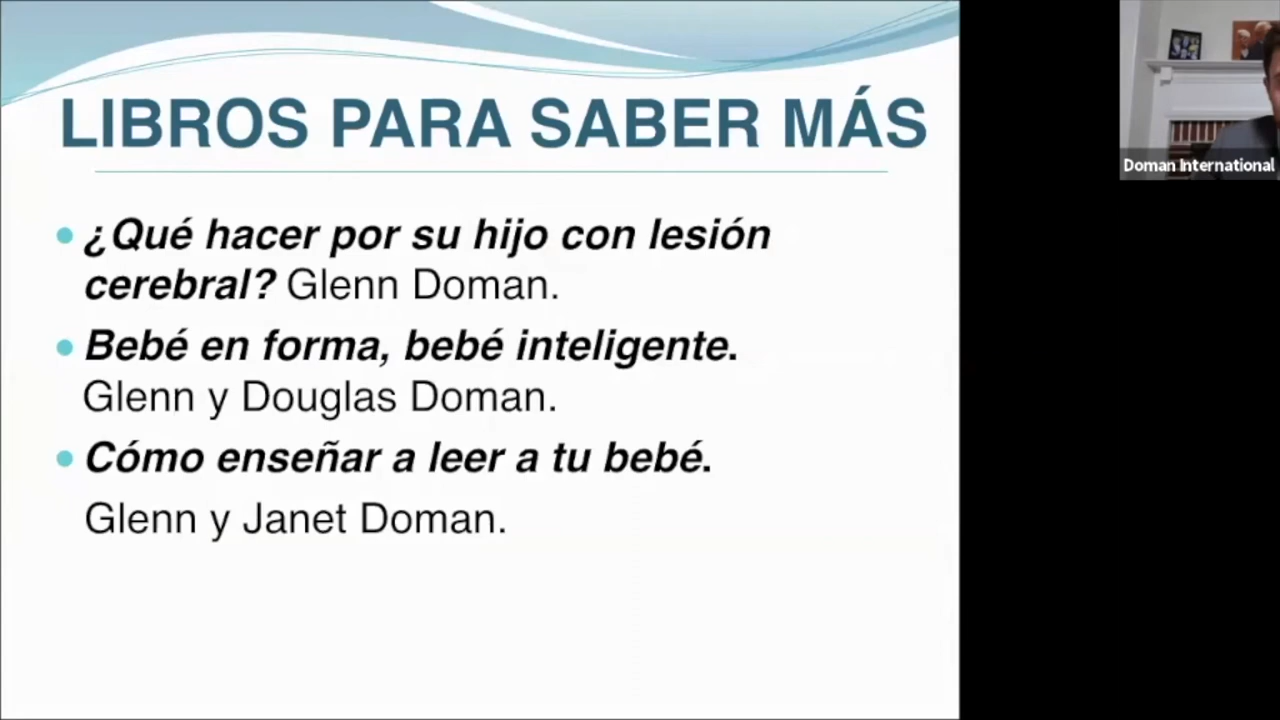 LIBROS PARA SABER MÁS
• ¿Qué hacer por su hijo con lesión
cerebral? Glenn Doman.
• Bebé en forma, bebé inteligente.
Glenn y Douglas Doman.
• Cómo enseñar a leer a tu bebé.
Glenn y Janet Doman.
Doman International